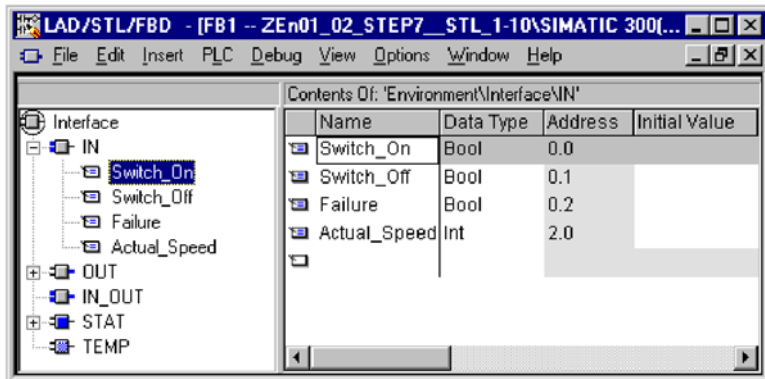 LAD/STL/FBD - [FB1 -- ZEn01_02_STEP7__STL_1-10\SIMATIC 300(...
File Edit Insert PLC Debug View Options Window Help
Contents Of: 'Environment\Interface\IN'
Interface
IN
Switch_On
Switch_Off
Failure
Actual_Speed
OUT
IN_OUT
STAT
TEMP
Name Data Type Address Initial Value
Switch_On Bool 0.0
Switch_Off Bool 0.1
Failure Bool 0.2
Actual_Speed Int 2.0